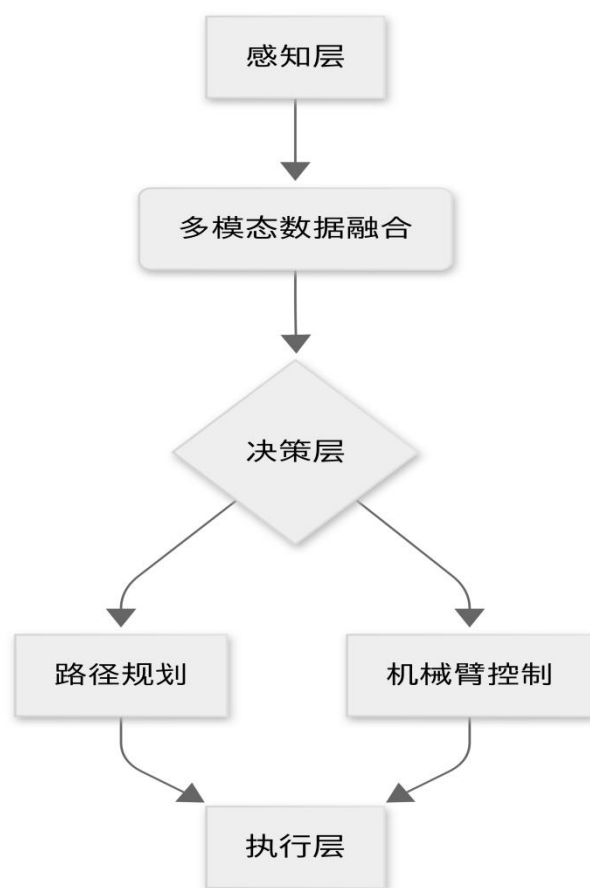 感知层
多模态数据融合
决策层
路径规划
机械臂控制
执行层